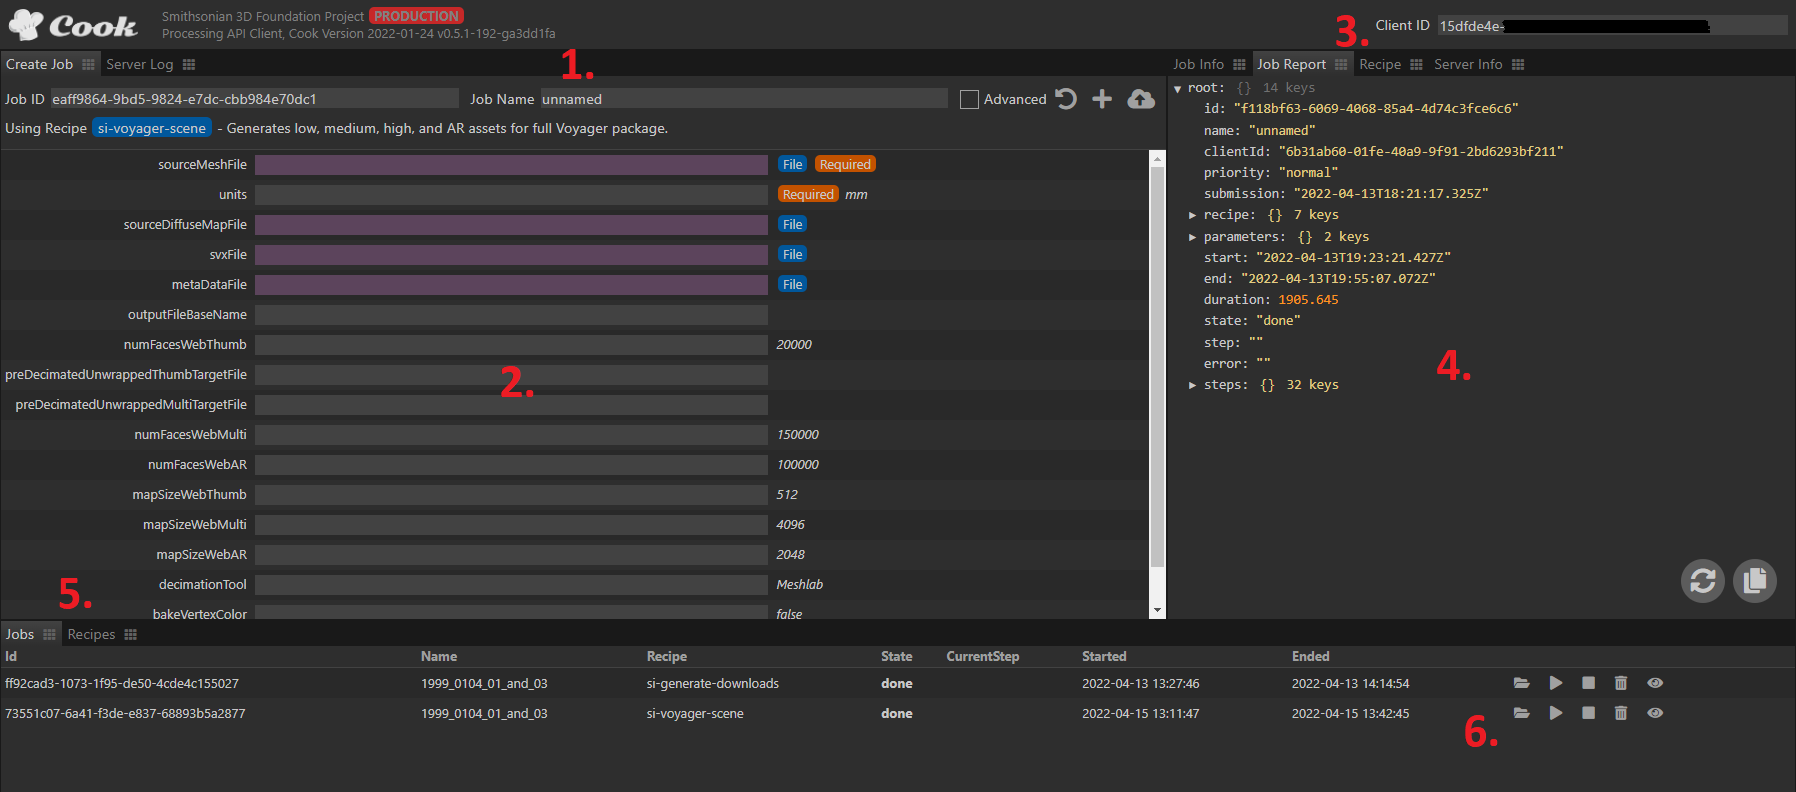 Cook
Smithsonian 3D Foundation Project PRODUCTION
Processing API Client, Cook Version 2022-01-24 v0.5.1-192-ga3dd1fa
3.
Client ID 15dfde4e-
Create Job
Server Log
1.
Job ID eaff9864-9bd5-9824-e7dc-cbb984e70dc1 Job Name unnamed Advanced
Using Recipe si-voyager-scene - Generates low, medium, high, and AR assets for full Voyager package.
sourceMeshFile File Required
units Required mm
sourceDiffuseMapFile File
svxFile File
metaDataFile File
outputFileBaseName
numFacesWebThumb 20000
preDecimatedUnwrappedThumbTargetFile
2.
preDecimatedUnwrappedMultiTargetFile
numFacesWebMulti 150000
numFacesWebAR 100000
mapSizeWebThumb 512
mapSizeWebMulti 4096
mapSizeWebAR 2048
decimationTool Meshlab
5.
bakeVertexColor false
Job Info Job Report Recipe Server Info
root: {} 14 keys
id: "f118bf63-6069-4068-85a4-4d74c3fce6c6"
name: "unnamed"
clientId: "6b31ab60-01fe-40a9-9f91-2bd6293bf211"
priority: "normal"
submission: "2022-04-13T18:21:17.325Z"
recipe: {} 7 keys
parameters: {} 2 keys
start: "2022-04-13T19:23:21.427Z"
end: "2022-04-13T19:55:07.072Z"
duration: 1905.645
state: "done"
step: ""
error: ""
4.
steps: {} 32 keys
Jobs Recipes
Id Name Recipe State CurrentStep Started Ended
ff92cad3-1073-1f95-de50-4cde4c155027 1999_0104_01_and_03 si-generate-downloads done 2022-04-13 13:27:46 2022-04-13 14:14:54
73551c07-6a41-f3de-e837-68893b5a2877 1999_0104_01_and_03 si-voyager-scene done 2022-04-15 13:11:47 2022-04-15 13:42:45
6.